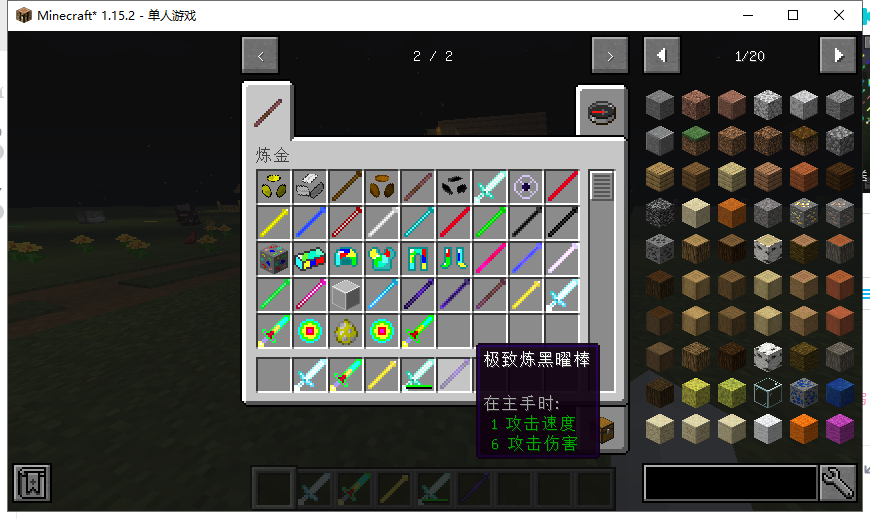 Minecraft* 1.15.2 - 单人游戏
< 2 / 2 >
1/20
炼金
极致炼黑曜棒
在主手时:
1 攻击速度
6 攻击伤害